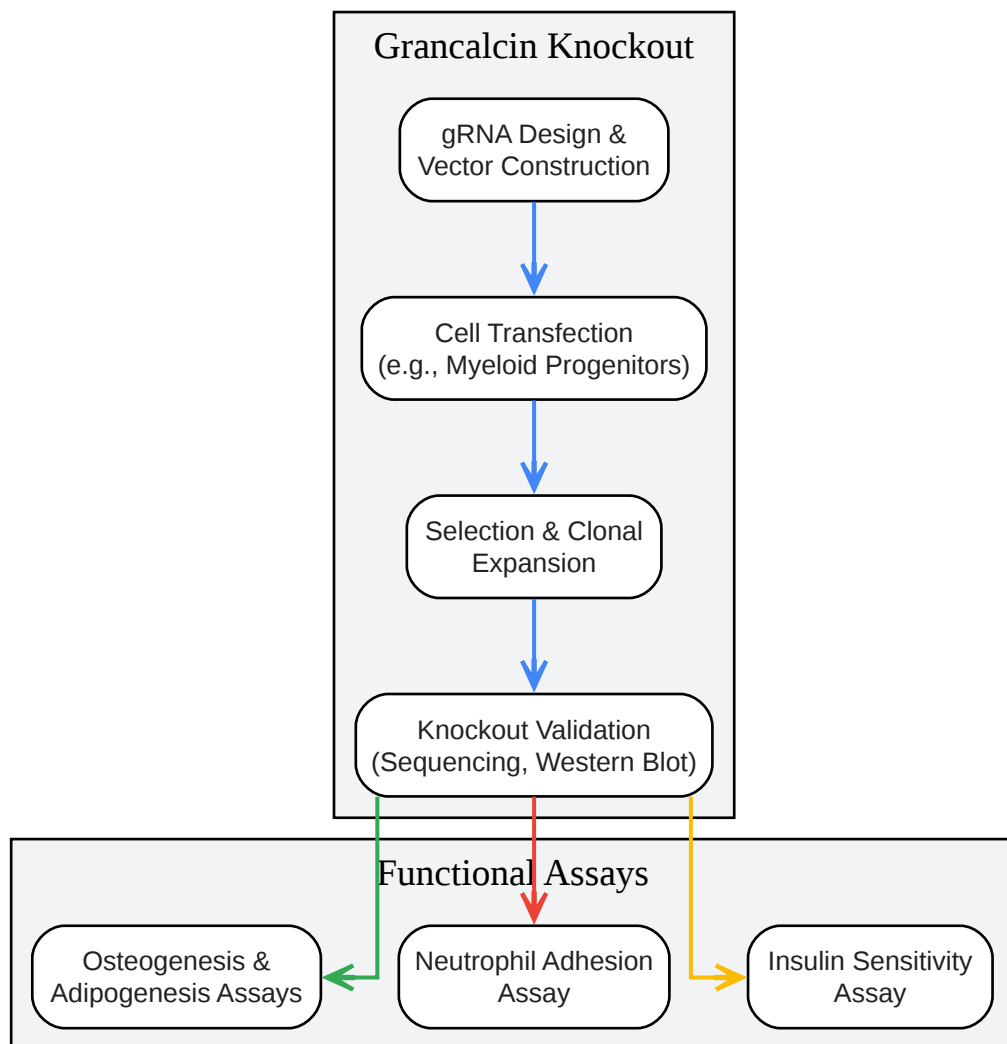 Grancalcin Knockout
gRNA Design &
Vector Construction
Cell Transfection
(e.g., Myeloid Progenitors)
Selection & Clonal
Expansion
Knockout Validation
(Sequencing, Western Blot)
Functional Assays
Osteogenesis &
Adipogenesis Assays
Neutrophil Adhesion
Assay
Insulin Sensitivity
Assay